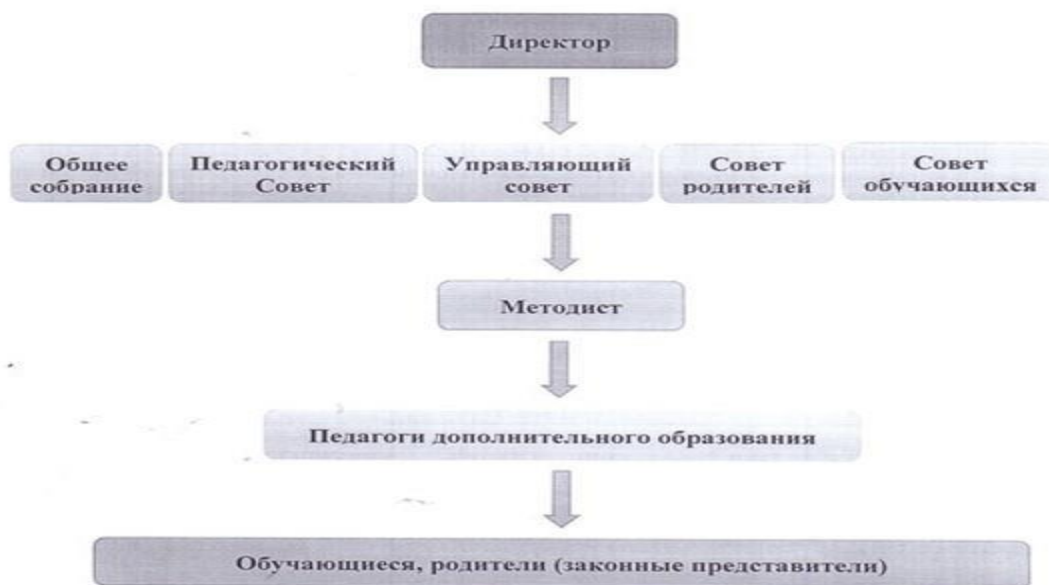 Директор
Общее
собрание
Педагогический
Совет
Управляющий
совет
Совет
родителей
Совет
обучающихся
Методист
Педагоги дополнительного образования
Обучающиеся, родители (законные представители)